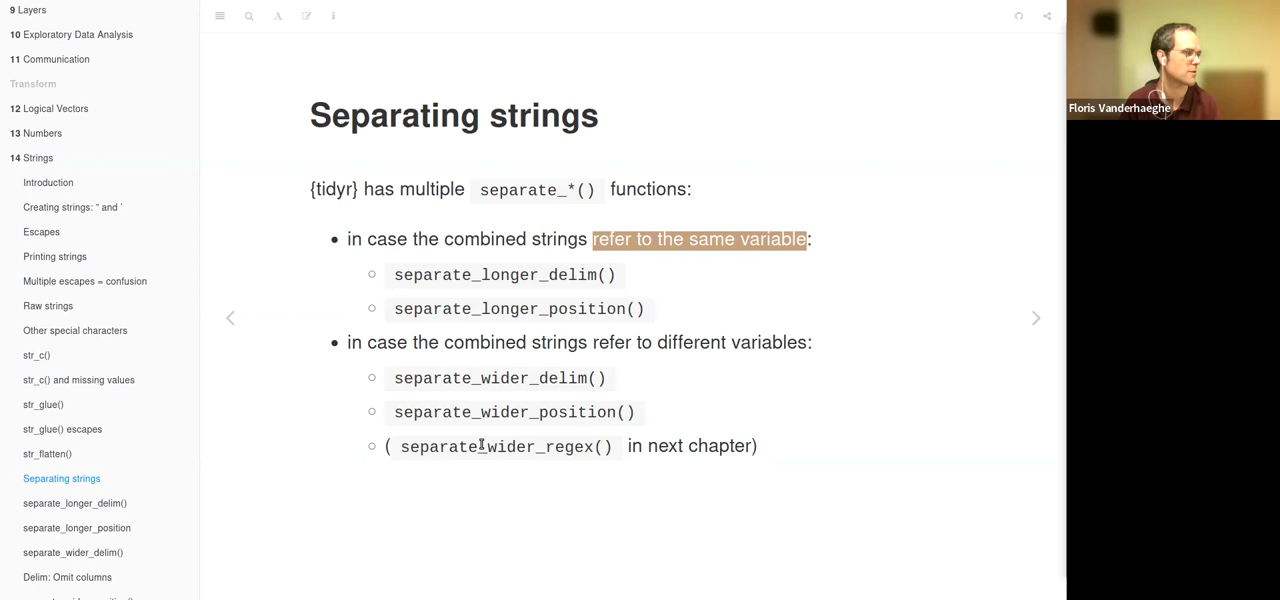 9 Layers
10 Exploratory Data Analysis
11 Communication
Transform
12 Logical Vectors
13 Numbers
14 Strings
Introduction
Creating strings: " and '
Escapes
Printing strings
Multiple escapes = confusion
Raw strings
Other special characters
str_c()
str_c() and missing values
str_glue()
str_glue() escapes
str_flatten()
Separating strings
separate_longer_delim()
separate_longer_position
separate_wider_delim()
Delim: Omit columns
Separating strings
{tidyr} has multiple separate_*() functions:
in case the combined strings refer to the same variable:
separate_longer_delim()
separate_longer_position()
in case the combined strings refer to different variables:
separate_wider_delim()
separate_wider_position()
( separate_wider_regex() in next chapter)
Floris Vanderhaeghe